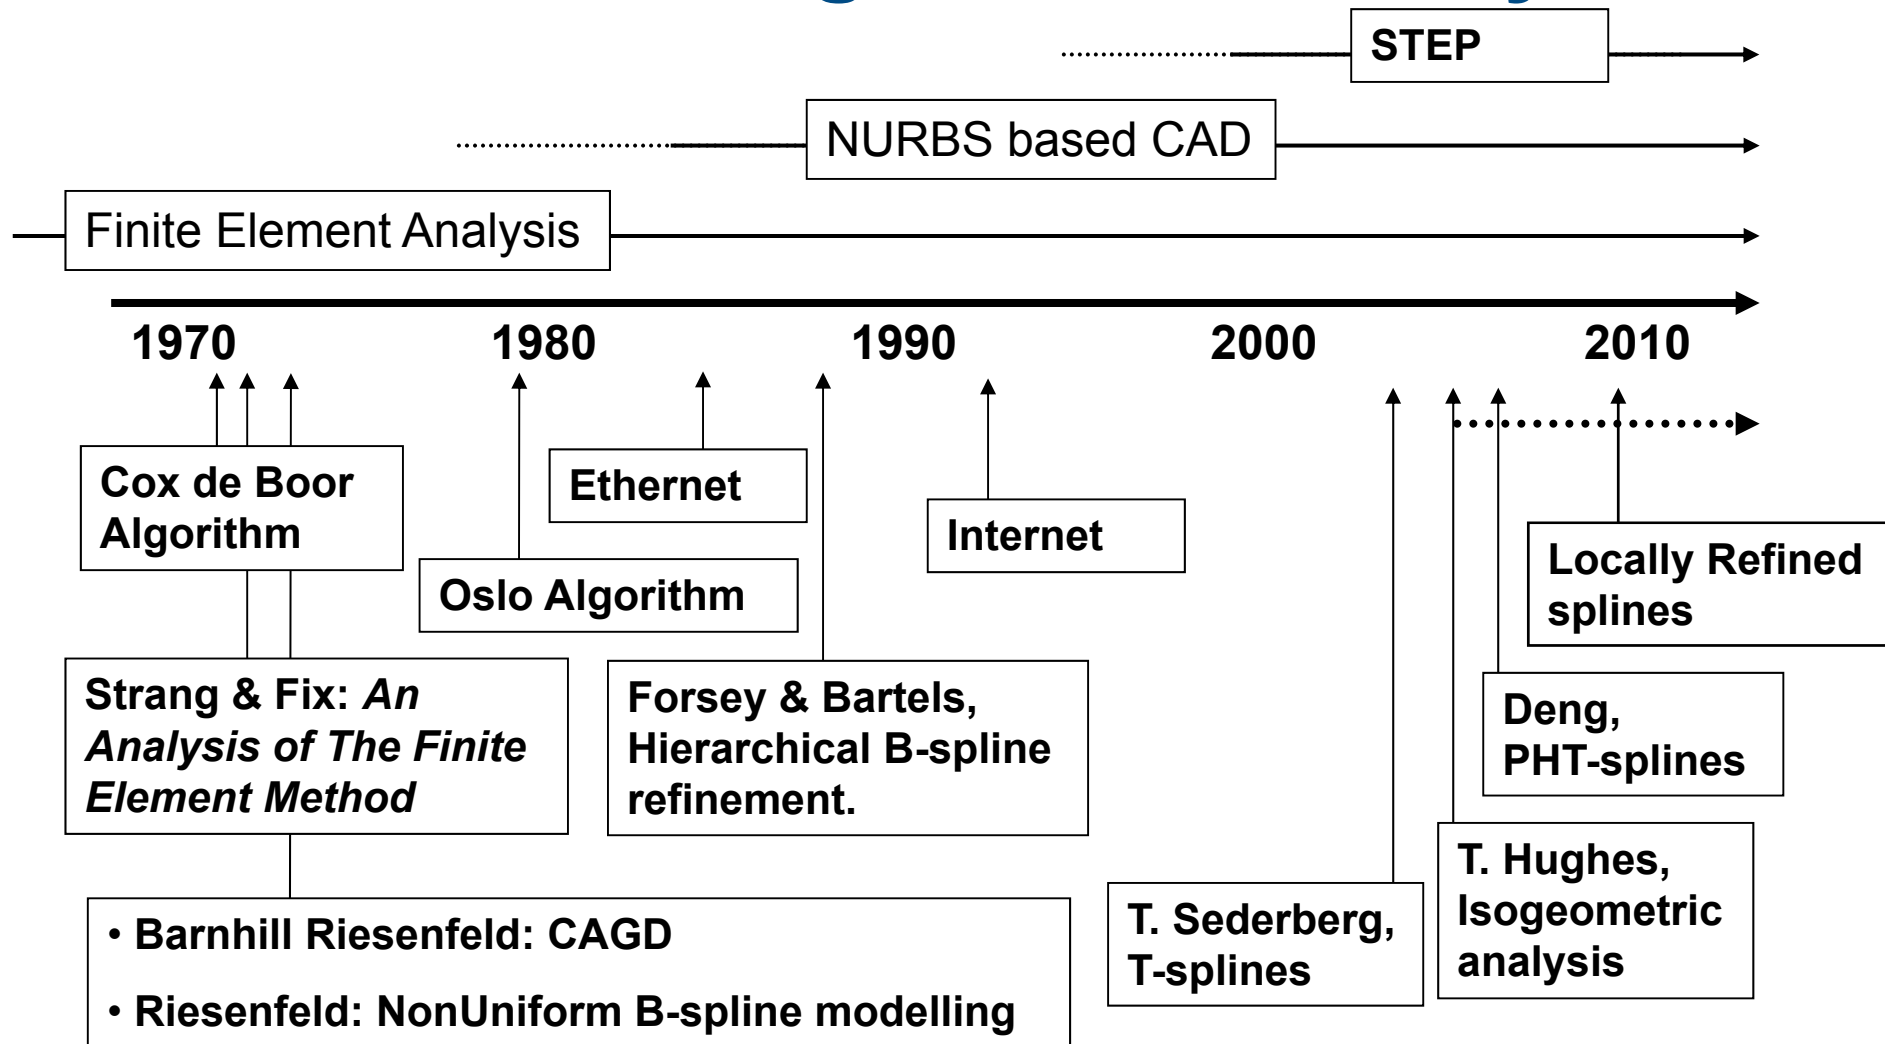 STEP
NURBS based CAD
Finite Element Analysis
1970 1980 1990 2000 2010
Cox de Boor
Algorithm
Ethernet
Internet
Oslo Algorithm
Locally Refined
splines
Strang & Fix: An
Analysis of The Finite
Element Method
Forsey & Bartels,
Hierarchical B-spline
refinement.
Deng,
PHT-splines
T. Hughes,
Isogeometric
analysis
T. Sederberg,
T-splines
• Barnhill Riesenfeld: CAGD
• Riesenfeld: NonUniform B-spline modelling